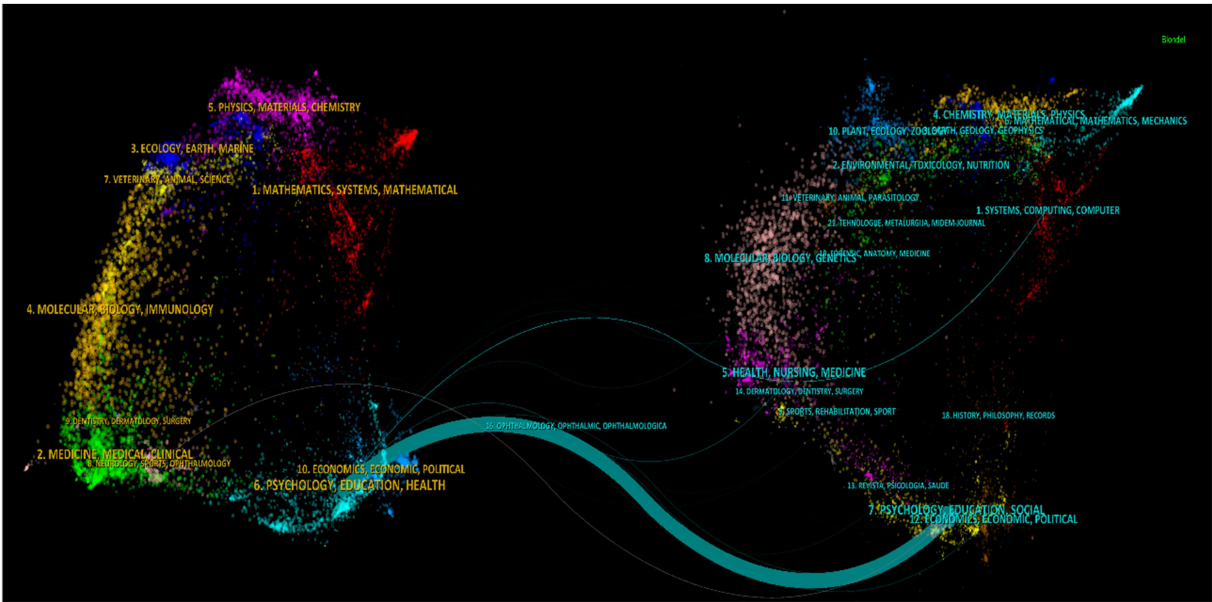 Blondel
5. PHYSICS, MATERIALS, CHEMISTRY
3. ECOLOGY, EARTH, MARINE
7. VETERINARY, ANIMAL, SCIENCE
1. MATHEMATICS, SYSTEMS, MATHEMATICAL
4. MOLECULAR, BIOLOGY, IMMUNOLOGY
9. DENTISTRY, DERMATOLOGY, SURGERY
2. MEDICINE, MEDICAL, CLINICAL
8. NEUROLOGY, SPORTS, OPHTHALMOLOGY
10. ECONOMICS, ECONOMIC, POLITICAL
6. PSYCHOLOGY, EDUCATION, HEALTH
16. OPHTHALMOLOGY, OPHTHALMIC, OPHTHALMOLOGICA
4. CHEMISTRY, MATERIALS, PHYSICS
MATHEMATICAL, MATHEMATICS, MECHANICS
10. PLANT, ECOLOGY, ZOOLOGY
EARTH, GEOLOGY, GEOPHYSICS
2. ENVIRONMENTAL, TOXICOLOGY, NUTRITION
11. VETERINARY, ANIMAL, PARASITOLOGY
1. SYSTEMS, COMPUTING, COMPUTER
21. TEHNOLOGIJE, METALURGIJA, MIDEM-JOURNAL
8. MOLECULAR, BIOLOGY, GENETICS
FORENSIC, ANATOMY, MEDICINE
5. HEALTH, NURSING, MEDICINE
14. DERMATOLOGY, DENTISTRY, SURGERY
SPORTS, REHABILITATION, SPORT
18. HISTORY, PHILOSOPHY, RECORDS
13. REVISTA, PSICOLOGIA, SAUDE
7. PSYCHOLOGY, EDUCATION, SOCIAL
12. ECONOMICS, ECONOMIC, POLITICAL